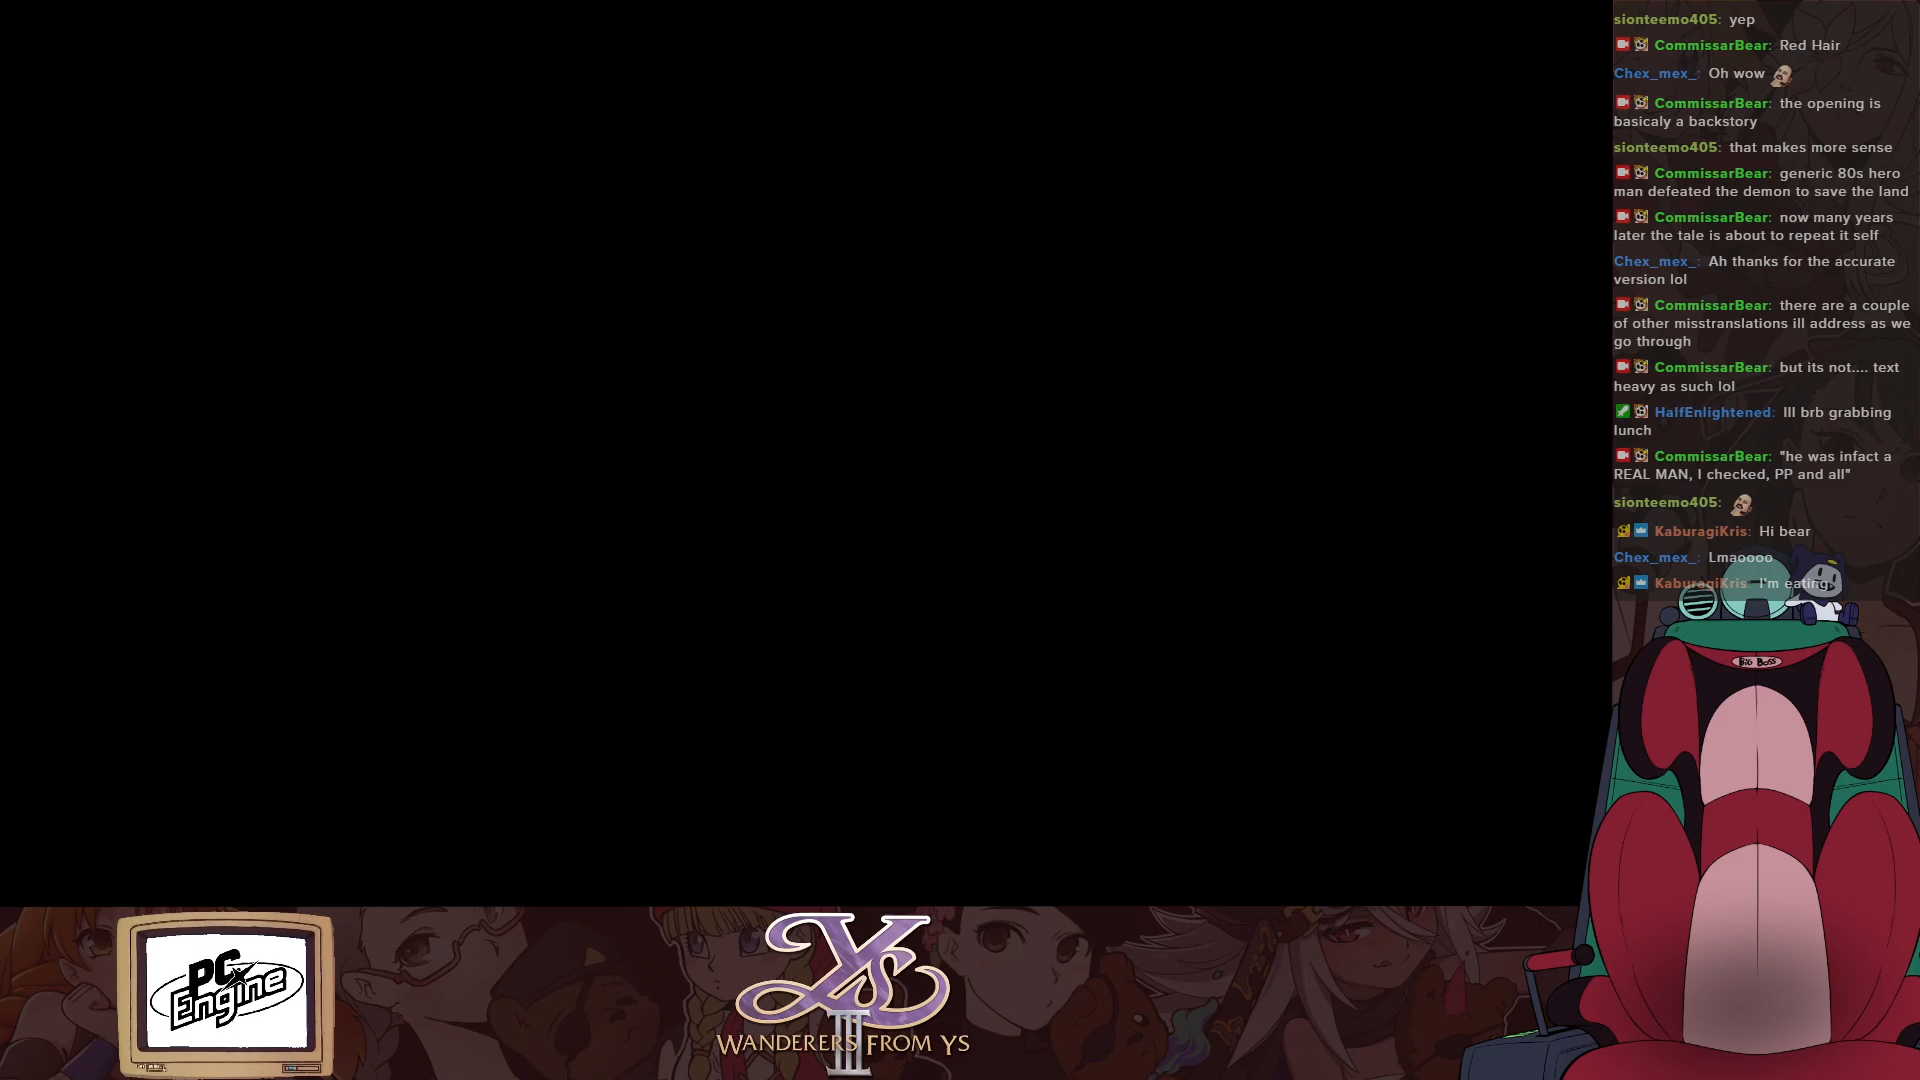 sionteemo405: yep
CommissarBear: Red Hair
Chex_mex_: Oh wow
CommissarBear: the opening is
basicaly a backstory
sionteemo405: that makes more sense
CommissarBear: generic 80s hero
man defeated the demon to save the land
CommissarBear: now many years
later the tale is about to repeat it self
Chex_mex_: Ah thanks for the accurate
version lol
CommissarBear: there are a couple
of other misstranslations ill address as we
go through
CommissarBear: but its not.... text
heavy as such lol
HalfEnlightened: Ill brb grabbing
lunch
CommissarBear: "he was infact a
REAL MAN, I checked, PP and all"
sionteemo405:
KaburagiKris: Hi bear
Chex_mex_: Lmaoooo
KaburagiKris: I'm eating
BIG BOSS
PC
Engine
YS
III
WANDERERS FROM YS